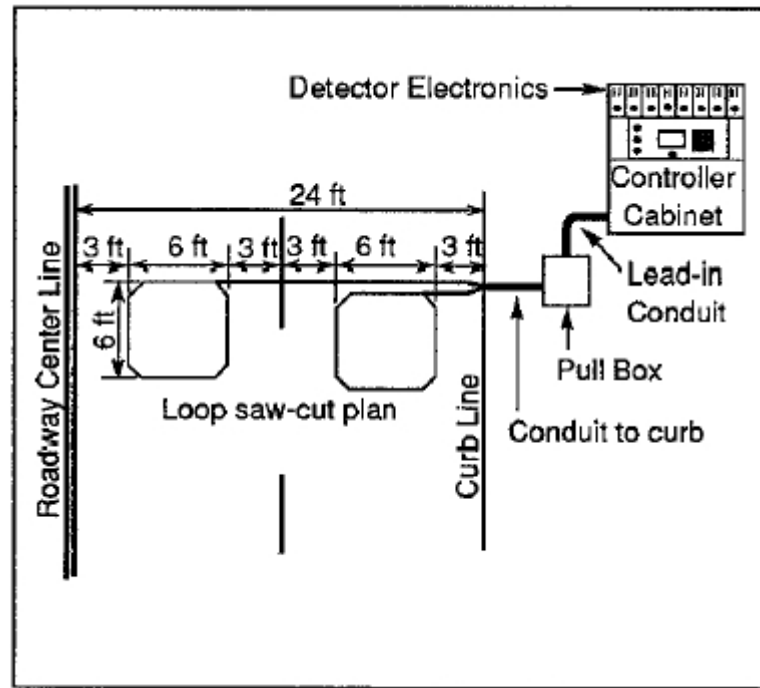 Detector Electronics
Controller
Cabinet
24 ft
3 ft 6 ft 3 ft 3 ft 6 ft 3 ft
Lead-in
Conduit
6 ft
Pull Box
Loop saw-cut plan
Conduit to curb
Roadway Center Line
Curb Line